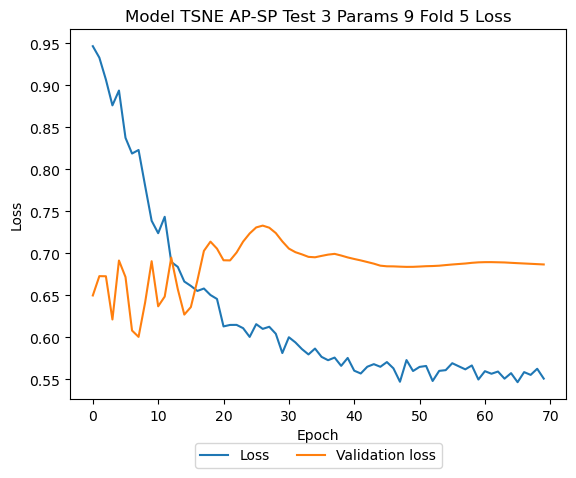 Model TSNE AP-SP Test 3 Params 9 Fold 5 Loss
0.95
0.90
0.85
0.80
0.75
0.70
0.65
0.60
0.55
Loss
0 10 20 30 40 50 60 70
Epoch
Loss Validation loss